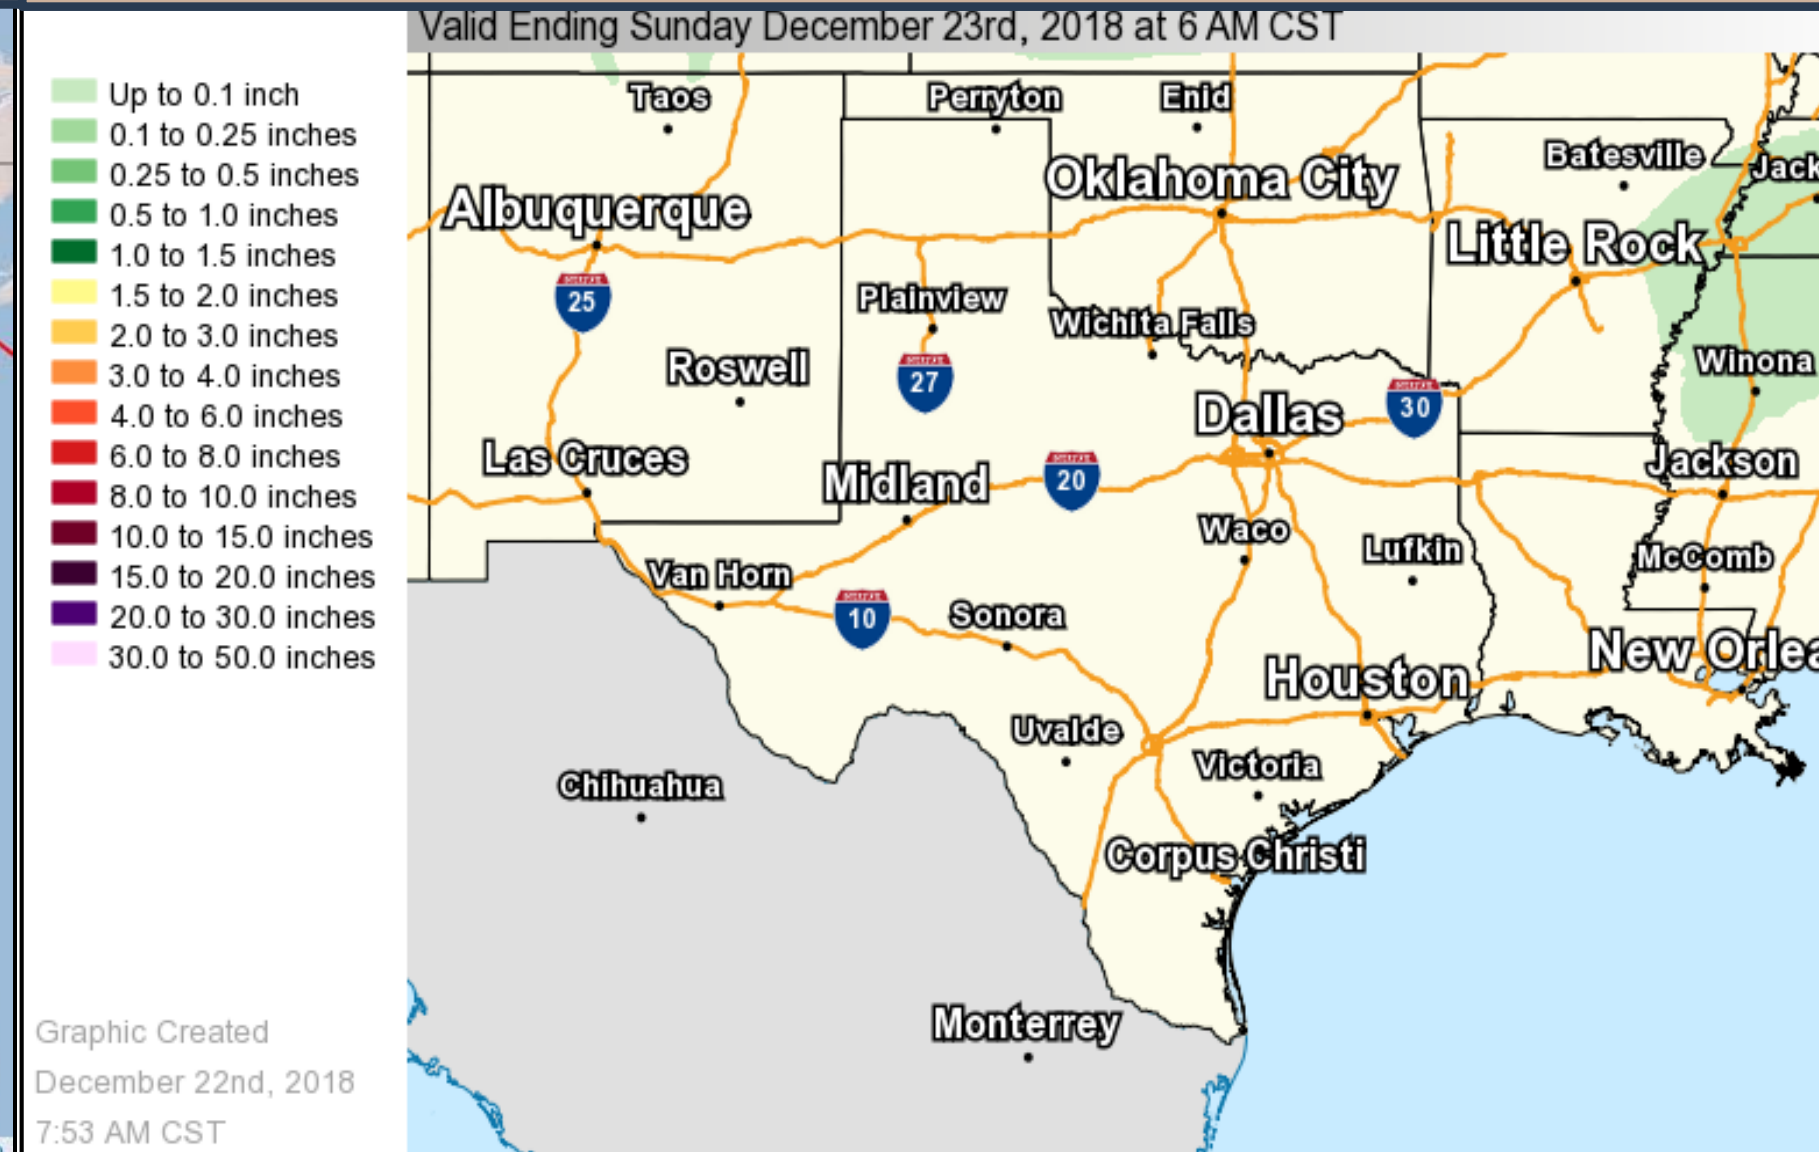 Valid Ending Sunday December 23rd, 2018 at 6 AM CST
Up to 0.1 inch
0.1 to 0.25 inches
0.25 to 0.5 inches
0.5 to 1.0 inches
1.0 to 1.5 inches
1.5 to 2.0 inches
2.0 to 3.0 inches
3.0 to 4.0 inches
4.0 to 6.0 inches
6.0 to 8.0 inches
8.0 to 10.0 inches
10.0 to 15.0 inches
15.0 to 20.0 inches
20.0 to 30.0 inches
30.0 to 50.0 inches
Graphic Created
December 22nd, 2018
7:53 AM CST
Taos
Perryton
Enid
Batesville
Jack
Oklahoma City
Albuquerque
Little Rock
25
Plainview
Wichita Falls
Roswell
27
Winona
30
Dallas
Las Cruces
Midland
20
Jackson
Waco
Lufkin
McComb
Van Horn
10
Sonora
New Orlea
Houston
Uvalde
Victoria
Chihuahua
Corpus Christi
Monterrey